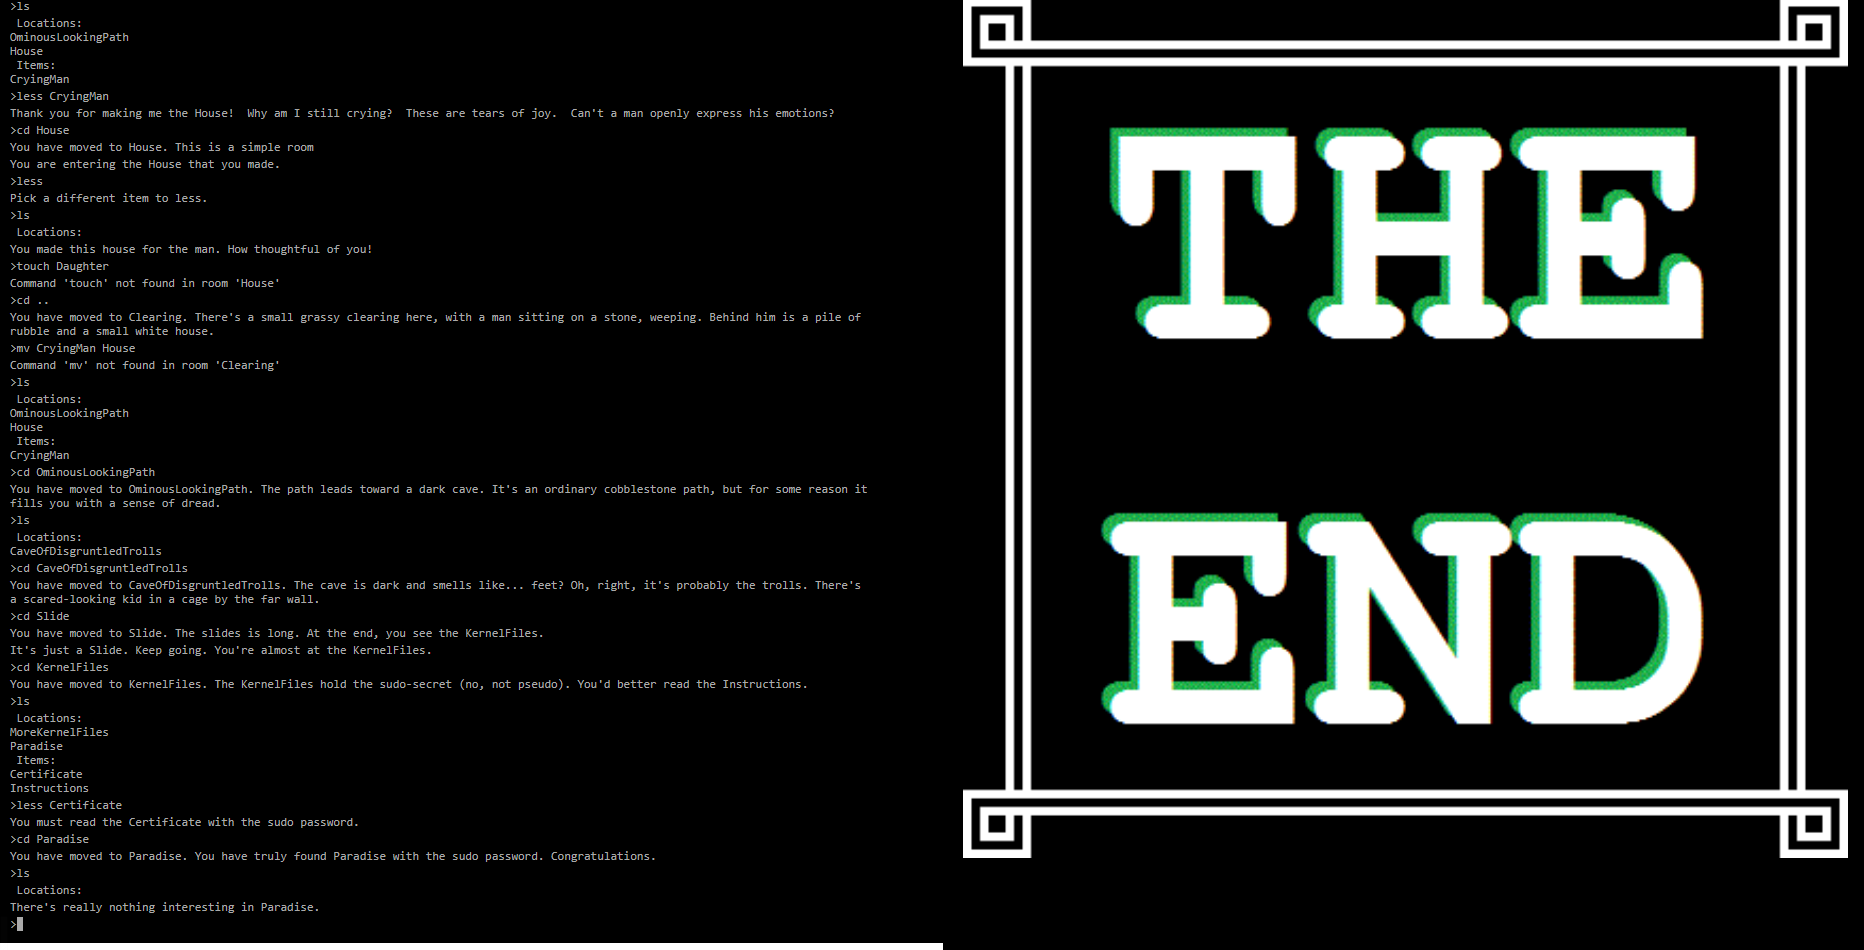 >ls
 Locations:
OminousLookingPath
House
 Items:
CryingMan
>less CryingMan
Thank you for making me the House!  Why am I still crying?  These are tears of joy.  Can't a man openly express his emotions?
>cd House
You have moved to House. This is a simple room
You are entering the House that you made.
>less
Pick a different item to less.
>ls
 Locations:
You made this house for the man. How thoughtful of you!
>touch Daughter
Command 'touch' not found in room 'House'
>cd ..
You have moved to Clearing. There's a small grassy clearing here, with a man sitting on a stone, weeping. Behind him is a pile of
rubble and a small white house.
>mv CryingMan House
Command 'mv' not found in room 'Clearing'
>ls
 Locations:
OminousLookingPath
House
 Items:
CryingMan
>cd OminousLookingPath
You have moved to OminousLookingPath. The path leads toward a dark cave. It's an ordinary cobblestone path, but for some reason it
fills you with a sense of dread.
>ls
 Locations:
CaveOfDisgruntledTrolls
>cd CaveOfDisgruntledTrolls
You have moved to CaveOfDisgruntledTrolls. The cave is dark and smells like... feet? Oh, right, it's probably the trolls. There's
a scared-looking kid in a cage by the far wall.
>cd Slide
You have moved to Slide. The slides is long. At the end, you see the KernelFiles.
It's just a Slide. Keep going. You're almost at the KernelFiles.
>cd KernelFiles
You have moved to KernelFiles. The KernelFiles hold the sudo-secret (no, not pseudo). You'd better read the Instructions.
>ls
 Locations:
MoreKernelFiles
Paradise
 Items:
Certificate
Instructions
>less Certificate
You must read the Certificate with the sudo password.
>cd Paradise
You have moved to Paradise. You have truly found Paradise with the sudo password. Congratulations.
>ls
 Locations:
There's really nothing interesting in Paradise.
>
THE
END